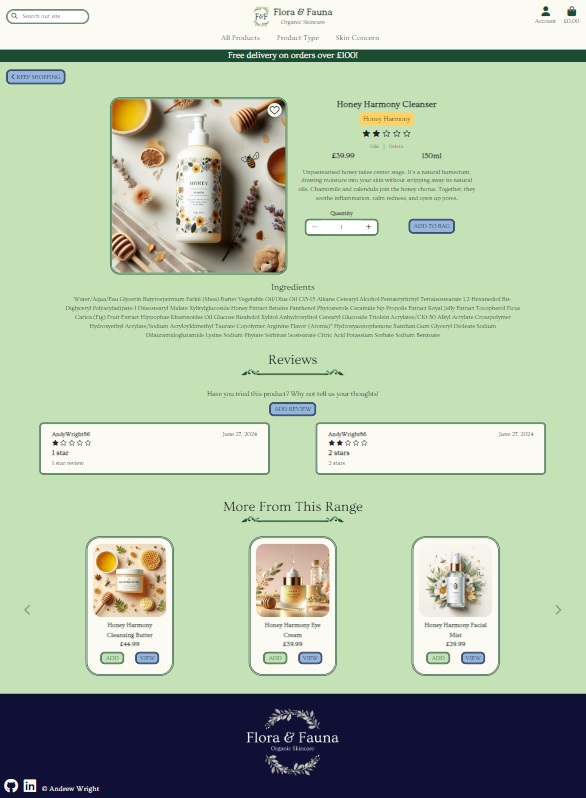 Search our site
F&F
Flora & Fauna
Organic Skincare
Account
£0.00
All Products
Product Type
Skin Concern
Free delivery on orders over £100!
KEEP SHOPPING
HONEY
Honey Harmony Cleanser
Honey Harmony
Edit | Delete
£39.99
150ml
Unpasteurised honey takes center stage. It's a natural humectant,
drawing moisture into your skin without stripping away its natural
oils. Chamomile and calendula join the honey chorus. Together, they
soothe inflammation, calm redness, and open up pores.
Quantity
1
ADD TO BAG
Ingredients
Water/Aqua/Eau Glycerin Butyrospermum Parkii (Shea) Butter Vegetable Oil/Olus Oil C13-15 Alkane Cetearyl Alcohol Pentaerythrityl Tetraisostearate 1,2-Hexanediol Bis-
Diglyceryl Polyacyladipate-1 Diisostearyl Malate Xylitylglucoside Honey Extract Betaine Panthenyl Phytosterols Ceramide Np Propolis Extract Royal Jelly Extract Tocopherol Ficus
Carica (Fig) Fruit Extract Hippophae Rhamnoides Oil Glucose Bisabolol Xylitol Anhydroxylitol Cetearyl Glucoside Triolein Acrylates/C10-30 Alkyl Acrylate Crosspolymer
Hydroxyethyl Acrylate/Sodium Acryloyldimethyl Taurate Copolymer Arginine Flavor (Aroma)* Hydroxyacetophenone Xanthan Gum Glyceryl Dioleate Sodium
Dilauramidoglutamide Lysine Sodium Phytate Sorbitan Isostearate Citric Acid Potassium Sorbate Sodium Benzoate
Reviews
Have you tried this product? Why not tell us your thoughts!
ADD REVIEW
AndyWright86
June 27, 2024
1 star
1 star review
AndyWright86
June 27, 2024
2 stars
2 stars
More From This Range
Honey Harmony
Cleansing Butter
£44.99
ADD
VIEW
Honey Harmony Eye
Cream
£39.99
ADD
VIEW
Honey Harmony Facial
Mist
£29.99
ADD
VIEW
Flora & Fauna
Organic Skincare
© Andrew Wright